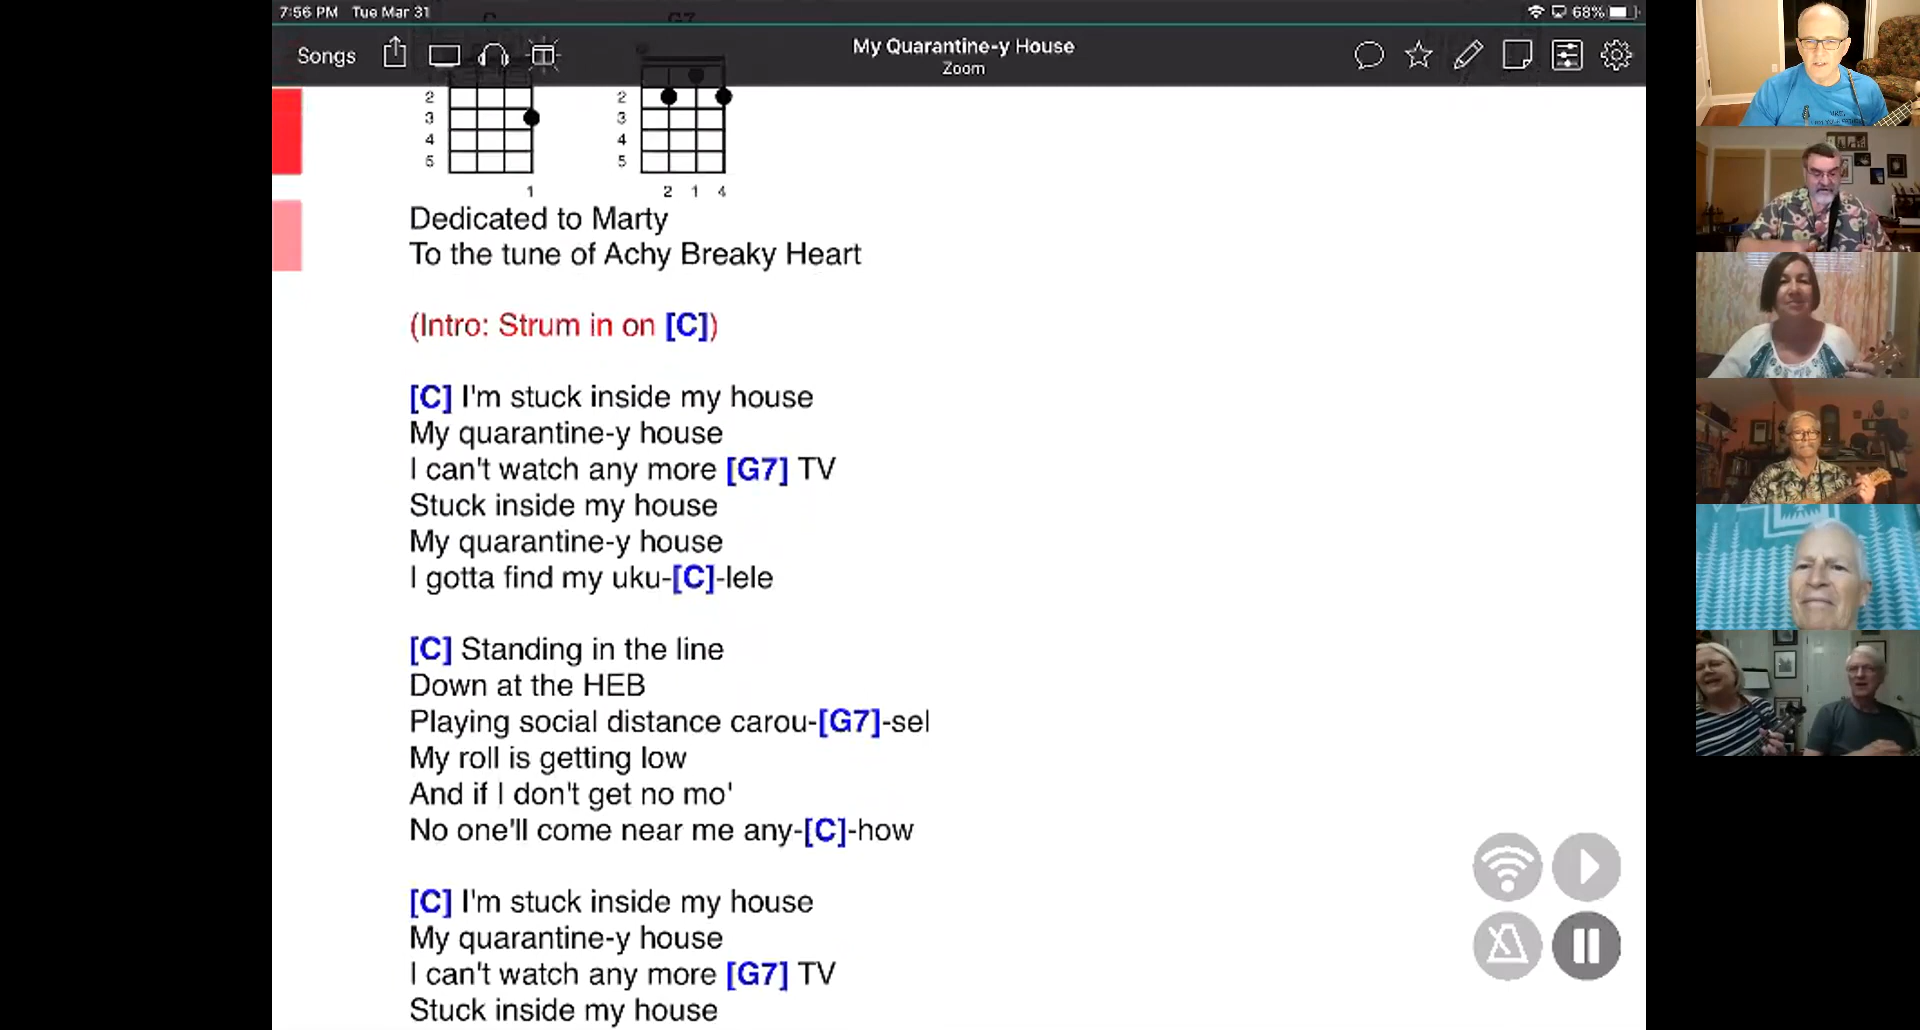 7:56 PM Tue Mar 31
68%
Songs
My Quarantine-y House
Zoom
G7
2 2
3 3
4 4
5 5
1 2 1 4
Dedicated to Marty
To the tune of Achy Breaky Heart
(Intro: Strum in on [C])
[C] I'm stuck inside my house
My quarantine-y house
I can't watch any more [G7] TV
Stuck inside my house
My quarantine-y house
I gotta find my uku-[C]-lele
[C] Standing in the line
Down at the HEB
Playing social distance carou-[G7]-sel
My roll is getting low
And if I don't get no mo'
No one'll come near me any-[C]-how
[C] I'm stuck inside my house
My quarantine-y house
I can't watch any more [G7] TV
Stuck inside my house